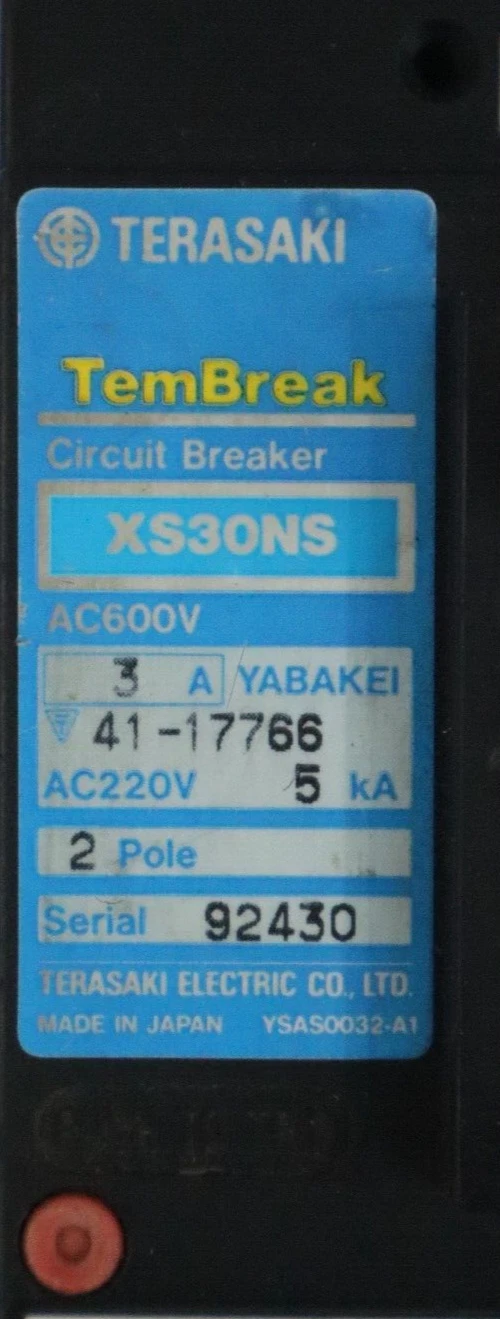 TERASAKI
TemBreak
Circuit Breaker
XS30NS
AC600V
3 A YABAKEI
41-17766
AC220V 5 kA
2 Pole
Serial 92430
TERASAKI ELECTRIC CO., LTD.
MADE IN JAPAN YSAS0032-A1